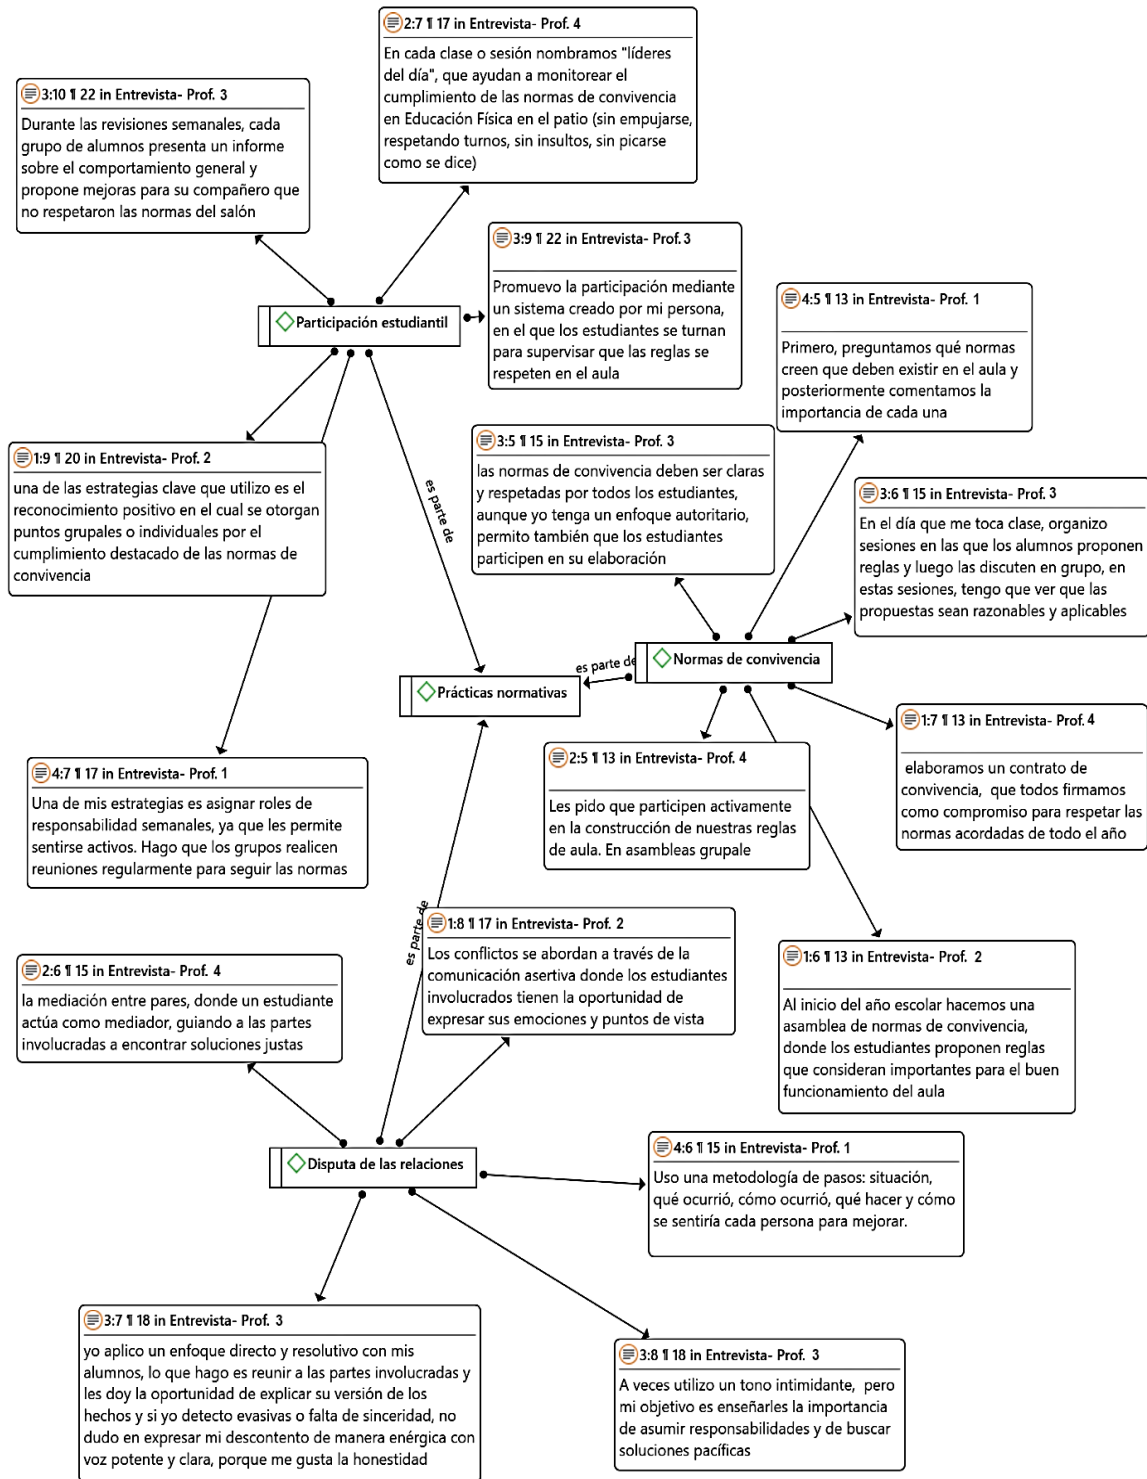 2:7 ¶ 17 in Entrevista- Prof. 4
En cada clase o sesión nombramos "líderes
del día", que ayudan a monitorear el
cumplimiento de las normas de convivencia
en Educación Física en el patio (sin empujarse,
respetando turnos, sin insultos, sin picarse
como se dice)
3:10 ¶ 22 in Entrevista- Prof. 3
Durante las revisiones semanales, cada
grupo de alumnos presenta un informe
sobre el comportamiento general y
propone mejoras para su compañero que
no respetaron las normas del salón
3:9 ¶ 22 in Entrevista- Prof. 3
Promuevo la participación mediante
un sistema creado por mi persona,
en el que los estudiantes se turnan
para supervisar que las reglas se
respeten en el aula
Participación estudiantil
4:5 ¶ 13 in Entrevista- Prof. 1
Primero, preguntamos qué normas
creen que deben existir en el aula y
posteriormente comentamos la
importancia de cada una
1:9 ¶ 20 in Entrevista- Prof. 2
una de las estrategias clave que utilizo es el
reconocimiento positivo en el cual se otorgan
puntos grupales o individuales por el
cumplimiento destacado de las normas de
convivencia
es parte de
3:5 ¶ 15 in Entrevista- Prof. 3
las normas de convivencia deben ser claras
y respetadas por todos los estudiantes,
aunque yo tenga un enfoque autoritario,
permito también que los estudiantes
participen en su elaboración
3:6 ¶ 15 in Entrevista- Prof. 3
En el día que me toca clase, organizo
sesiones en las que los alumnos proponen
reglas y luego las discuten en grupo, en
estas sesiones, tengo que ver que las
propuestas sean razonables y aplicables
Normas de convivencia
es parte de
Prácticas normativas
1:7 ¶ 13 in Entrevista- Prof. 4
elaboramos un contrato de
convivencia, que todos firmamos
como compromiso para respetar las
normas acordadas de todo el año
2:5 ¶ 13 in Entrevista- Prof. 4
Les pido que participen activamente
en la construcción de nuestras reglas
de aula. En asambleas grupale
4:7 ¶ 17 in Entrevista- Prof. 1
Una de mis estrategias es asignar roles de
responsabilidad semanales, ya que les permite
sentirse activos. Hago que los grupos realicen
reuniones regularmente para seguir las normas
es parte de
1:8 ¶ 17 in Entrevista- Prof. 2
Los conflictos se abordan a través de la
comunicación asertiva donde los estudiantes
involucrados tienen la oportunidad de
expresar sus emociones y puntos de vista
2:6 ¶ 15 in Entrevista- Prof. 4
la mediación entre pares, donde un estudiante
actúa como mediador, guiando a las partes
involucradas a encontrar soluciones justas
1:6 ¶ 13 in Entrevista- Prof. 2
Al inicio del año escolar hacemos una
asamblea de normas de convivencia,
donde los estudiantes proponen reglas
que consideran importantes para el buen
funcionamiento del aula
Disputa de las relaciones
4:6 ¶ 15 in Entrevista- Prof. 1
Uso una metodología de pasos: situación,
qué ocurrió, cómo ocurrió, qué hacer y cómo
se sentiría cada persona para mejorar.
3:7 ¶ 18 in Entrevista- Prof. 3
yo aplico un enfoque directo y resolutivo con mis
alumnos, lo que hago es reunir a las partes involucradas y
les doy la oportunidad de explicar su versión de los
hechos y si yo detecto evasivas o falta de sinceridad, no
dudo en expresar mi descontento de manera enérgica con
voz potente y clara, porque me gusta la honestidad
3:8 ¶ 18 in Entrevista- Prof. 3
A veces utilizo un tono intimidante, pero
mi objetivo es enseñarles la importancia
de asumir responsabilidades y de buscar
soluciones pacíficas